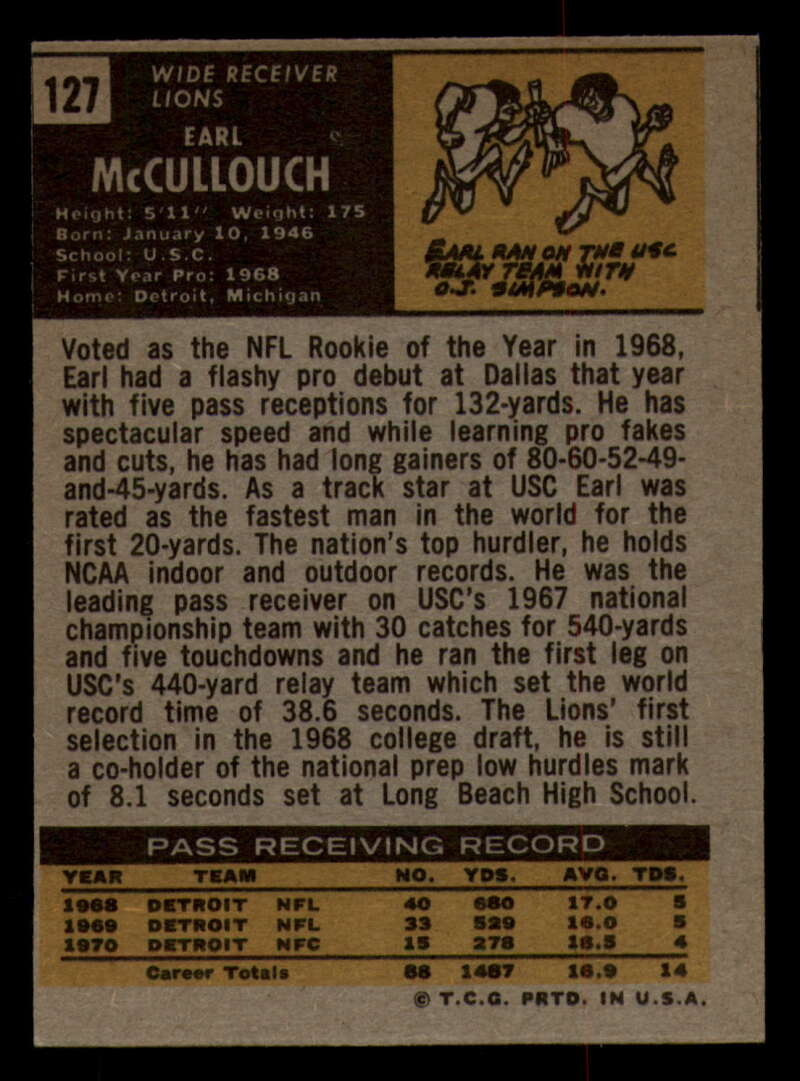 127
WIDE RECEIVER
LIONS
EARL
McCULLOUCH
Height: 5'11" Weight: 175
Born: January 10, 1946
School: U.S.C.
First Year Pro: 1968
Home: Detroit, Michigan
EARL RAN ON THE USC
RELAY TEAM WITH
O.J. SIMPSON.
Voted as the NFL Rookie of the Year in 1968,
Earl had a flashy pro debut at Dallas that year
with five pass receptions for 132-yards. He has
spectacular speed and while learning pro fakes
and cuts, he has had long gainers of 80-60-52-49-
and-45-yards. As a track star at USC Earl was
rated as the fastest man in the world for the
first 20-yards. The nation's top hurdler, he holds
NCAA indoor and outdoor records. He was the
leading pass receiver on USC's 1967 national
championship team with 30 catches for 540-yards
and five touchdowns and he ran the first leg on
USC's 440-yard relay team which set the world
record time of 38.6 seconds. The Lions' first
selection in the 1968 college draft, he is still
a co-holder of the national prep low hurdles mark
of 8.1 seconds set at Long Beach High School.
PASS RECEIVING RECORD
YEAR TEAM NO. YDS. AVG. TDS.
1968 DETROIT NFL 40 680 17.0 5
1969 DETROIT NFL 33 529 16.0 5
1970 DETROIT NFC 15 278 18.5 4
Career Totals 88 1487 16.9 14
© T.C.G. PRTD. IN U.S.A.